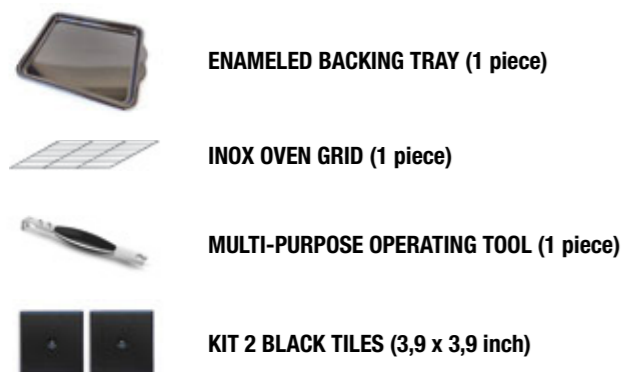 ENAMELED BACKING TRAY (1 piece)
INOX OVEN GRID (1 piece)
MULTI-PURPOSE OPERATING TOOL (1 piece)
KIT 2 BLACK TILES (3,9 x 3,9 inch)